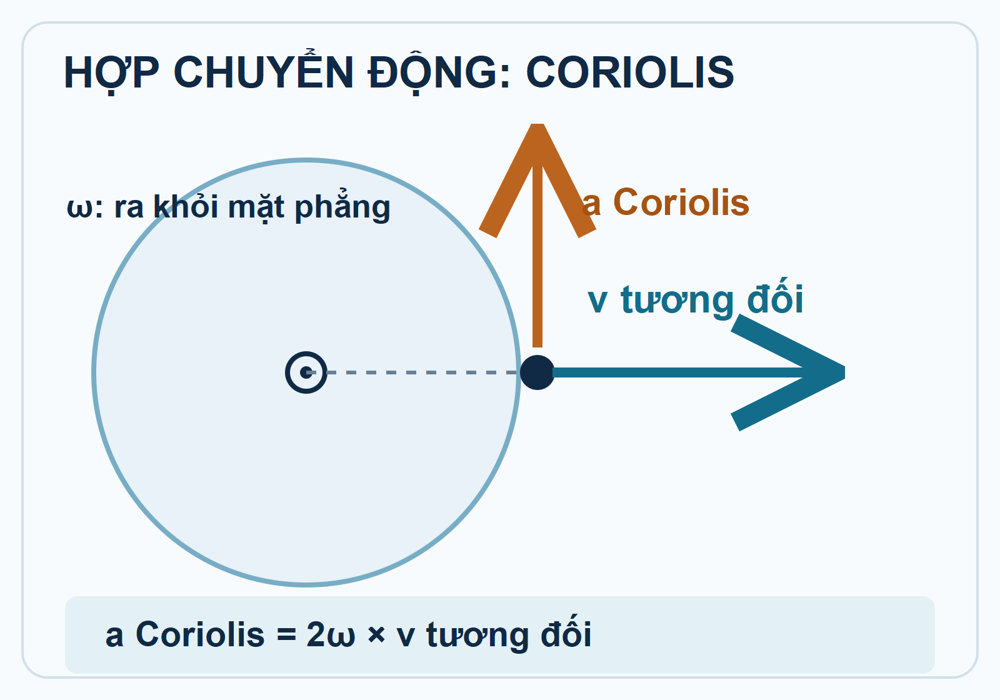 HỢP CHUYỂN ĐỘNG: CORIOLIS
ω: ra khỏi mặt phẳng
a Coriolis
v tương đối
a Coriolis = 2ω × v tương đối